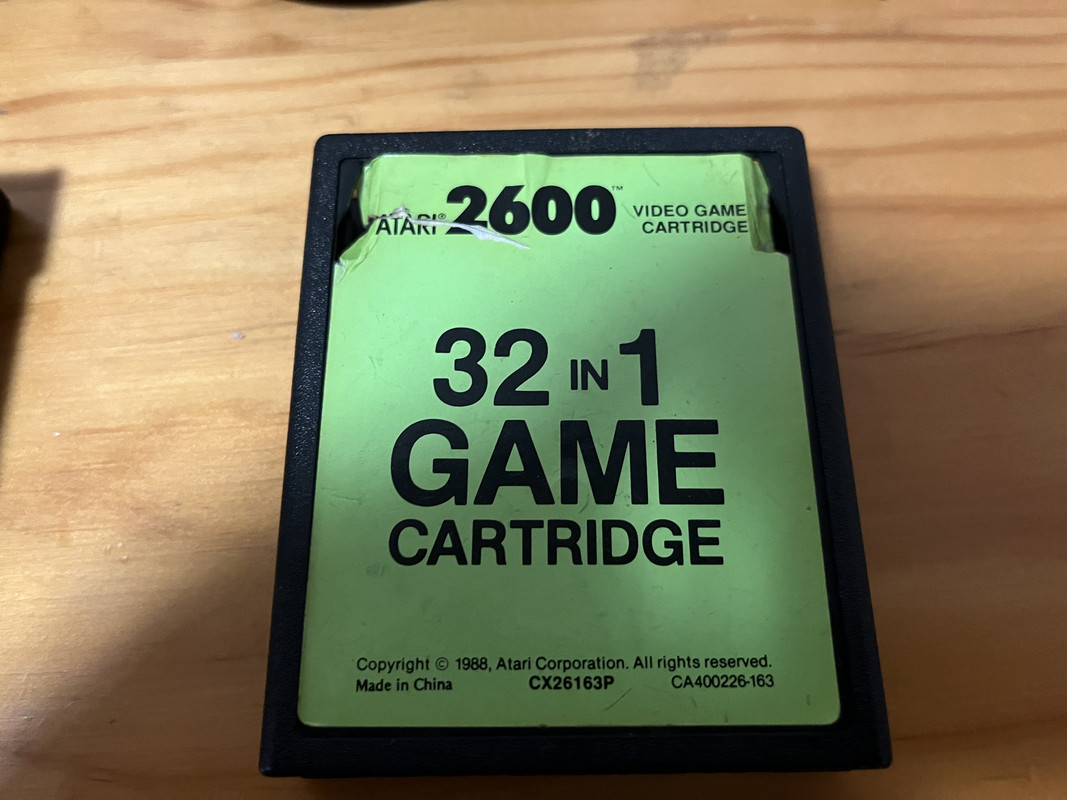 ATARI® 2600™ VIDEO GAME
CARTRIDGE
32 IN 1
GAME
CARTRIDGE
Copyright © 1988, Atari Corporation. All rights reserved.
Made in China CX26163P CA400226-163